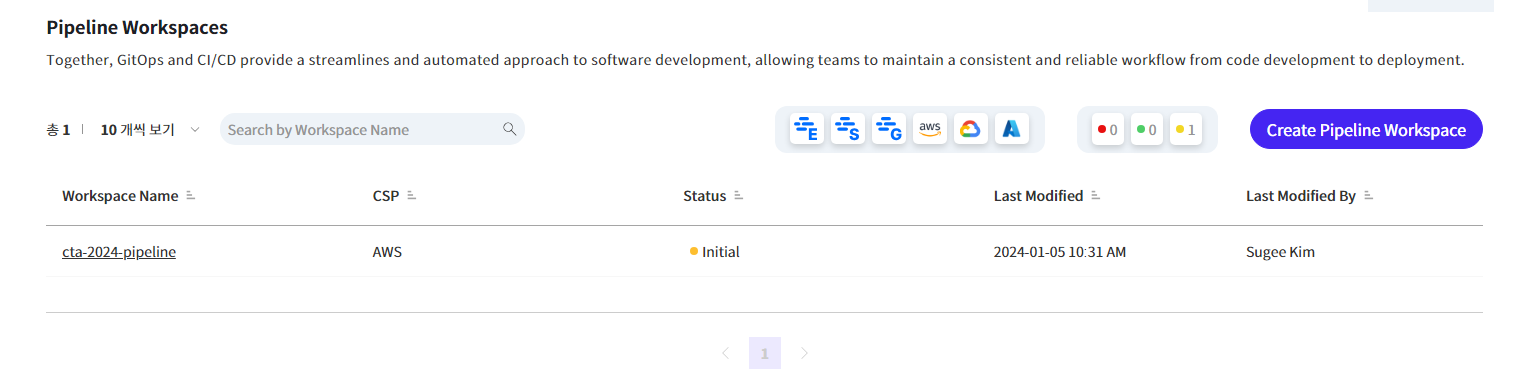 Pipeline Workspaces
Together, GitOps and CI/CD provide a streamlines and automated approach to software development, allowing teams to maintain a consistent and reliable workflow from code development to deployment.
총 1 | 10 개씩 보기 Search by Workspace Name E S G aws 0 0 1 Create Pipeline Workspace
Workspace Name CSP Status Last Modified Last Modified By
cta-2024-pipeline AWS Initial 2024-01-05 10:31 AM Sugee Kim
1